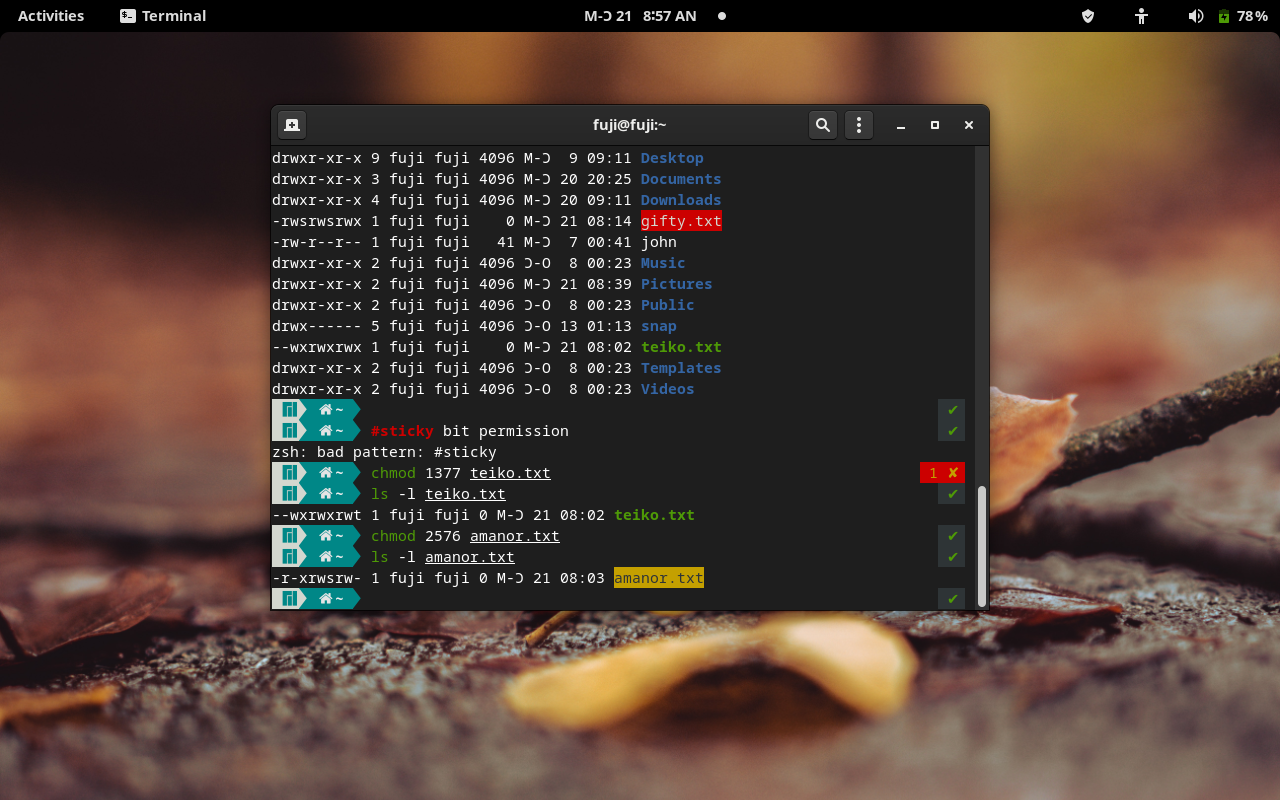 Activities Terminal M-Ɔ 21 8:57 AN 78%
fuji@fuji:~
drwxr-xr-x 9 fuji fuji 4096 M-Ɔ  9 09:11 Desktop
drwxr-xr-x 3 fuji fuji 4096 M-Ɔ 20 20:25 Documents
drwxr-xr-x 4 fuji fuji 4096 M-Ɔ 20 09:11 Downloads
-rwsrwsrwx 1 fuji fuji    0 M-Ɔ 21 08:14 gifty.txt
-rw-r--r-- 1 fuji fuji   41 M-Ɔ  7 00:41 john
drwxr-xr-x 2 fuji fuji 4096 Ɔ-O  8 00:23 Music
drwxr-xr-x 2 fuji fuji 4096 M-Ɔ 21 08:39 Pictures
drwxr-xr-x 2 fuji fuji 4096 Ɔ-O  8 00:23 Public
drwx------ 5 fuji fuji 4096 Ɔ-O 13 01:13 snap
--wxrwxrwx 1 fuji fuji    0 M-Ɔ 21 08:02 teiko.txt
drwxr-xr-x 2 fuji fuji 4096 Ɔ-O  8 00:23 Templates
drwxr-xr-x 2 fuji fuji 4096 Ɔ-O  8 00:23 Videos
~ ✔
~ #sticky bit permission ✔
zsh: bad pattern: #sticky
~ chmod 1377 teiko.txt 1 ✘
~ ls -l teiko.txt ✔
--wxrwxrwt 1 fuji fuji 0 M-Ɔ 21 08:02 teiko.txt
~ chmod 2576 amanor.txt ✔
~ ls -l amanor.txt ✔
-r-xrwsrw- 1 fuji fuji 0 M-Ɔ 21 08:03 amanor.txt
~ ✔